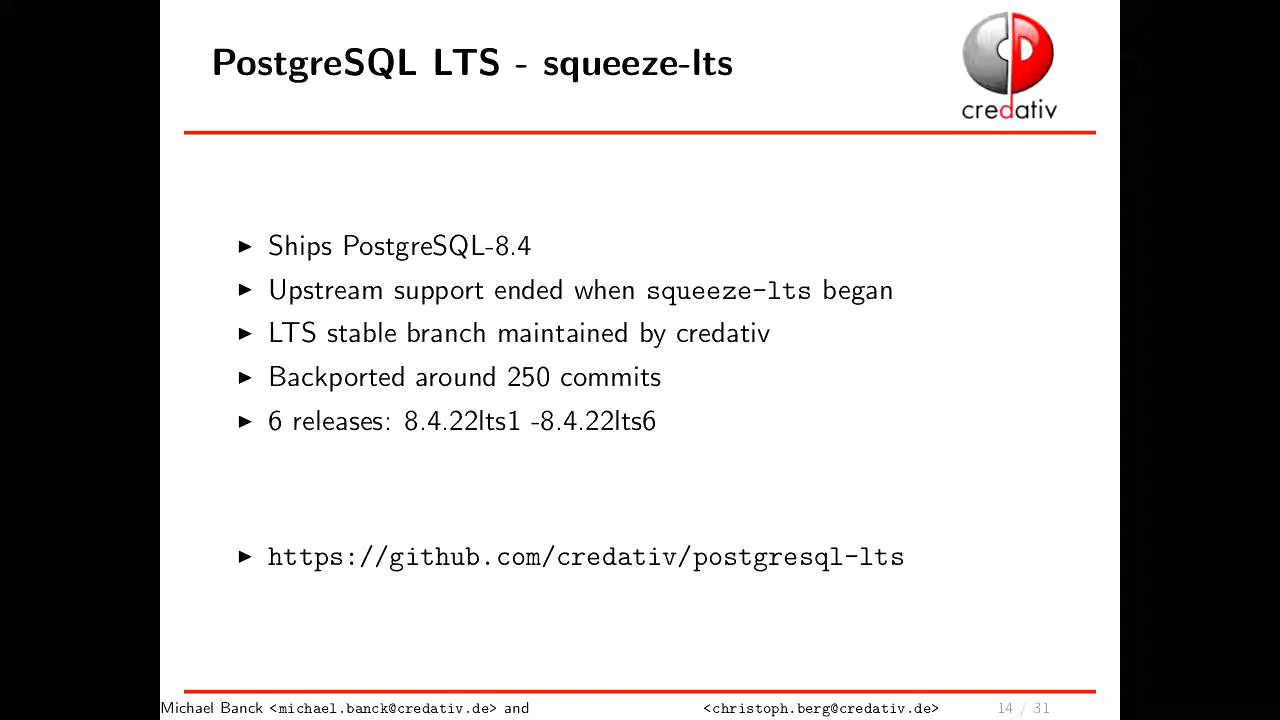 PostgreSQL LTS - squeeze-lts
credativ
▶ Ships PostgreSQL-8.4
▶ Upstream support ended when squeeze-lts began
▶ LTS stable branch maintained by credativ
▶ Backported around 250 commits
▶ 6 releases: 8.4.22lts1 -8.4.22lts6
▶ https://github.com/credativ/postgresql-lts
Michael Banck <michael.banck@credativ.de> and <christoph.berg@credativ.de> 14 / 31